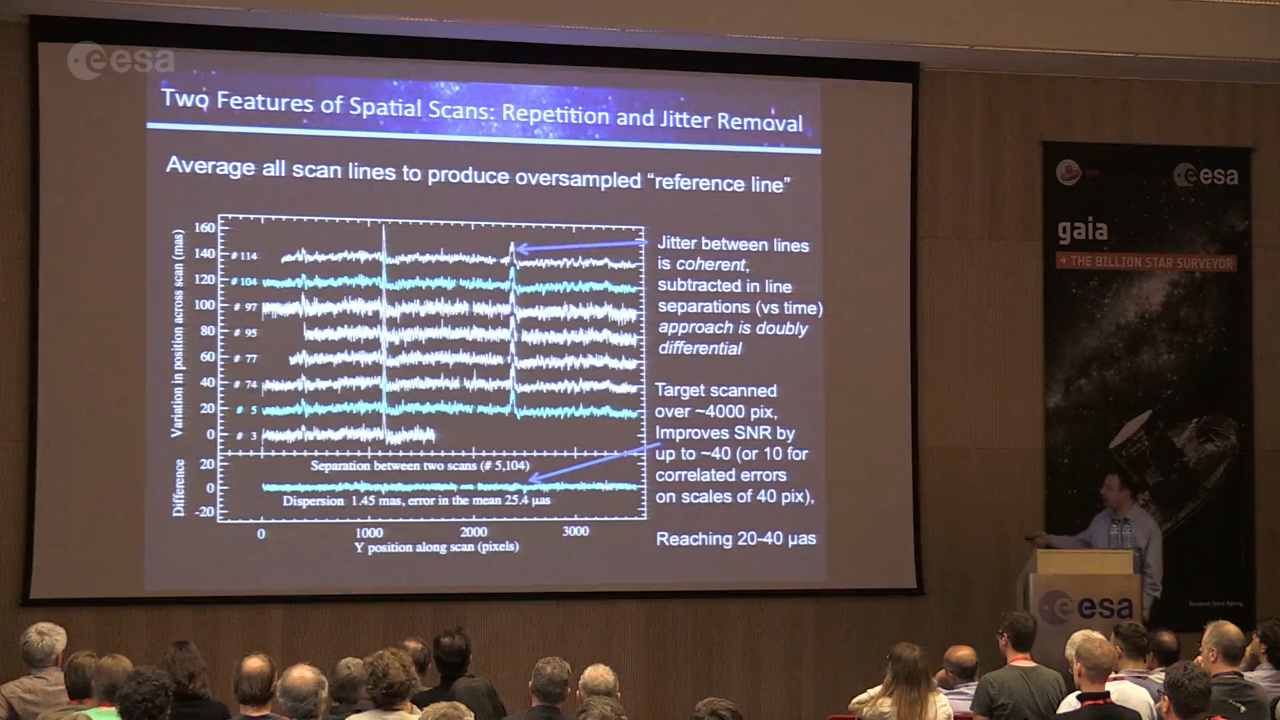 esa
Two Features of Spatial Scans: Repetition and Jitter Removal
Average all scan lines to produce oversampled “reference line”
Variation in position across scan (mas)
160
140
120
100
80
60
40
20
0
# 114
# 104
# 97
# 95
# 77
# 74
# 5
# 3
Difference
20
0
-20
Separation between two scans (# 5,104)
Dispersion 1.45 mas, error in the mean 25.4 µas
0
1000
2000
3000
Y position along scan (pixels)
Jitter between lines
is coherent,
subtracted in line
separations (vs time)
approach is doubly
differential
Target scanned
over ~4000 pix,
Improves SNR by
up to ~40 (or 10 for
correlated errors
on scales of 40 pix),
Reaching 20-40 µas
esa
gaia
→ THE BILLION STAR SURVEYOR
European Space Agency
esa